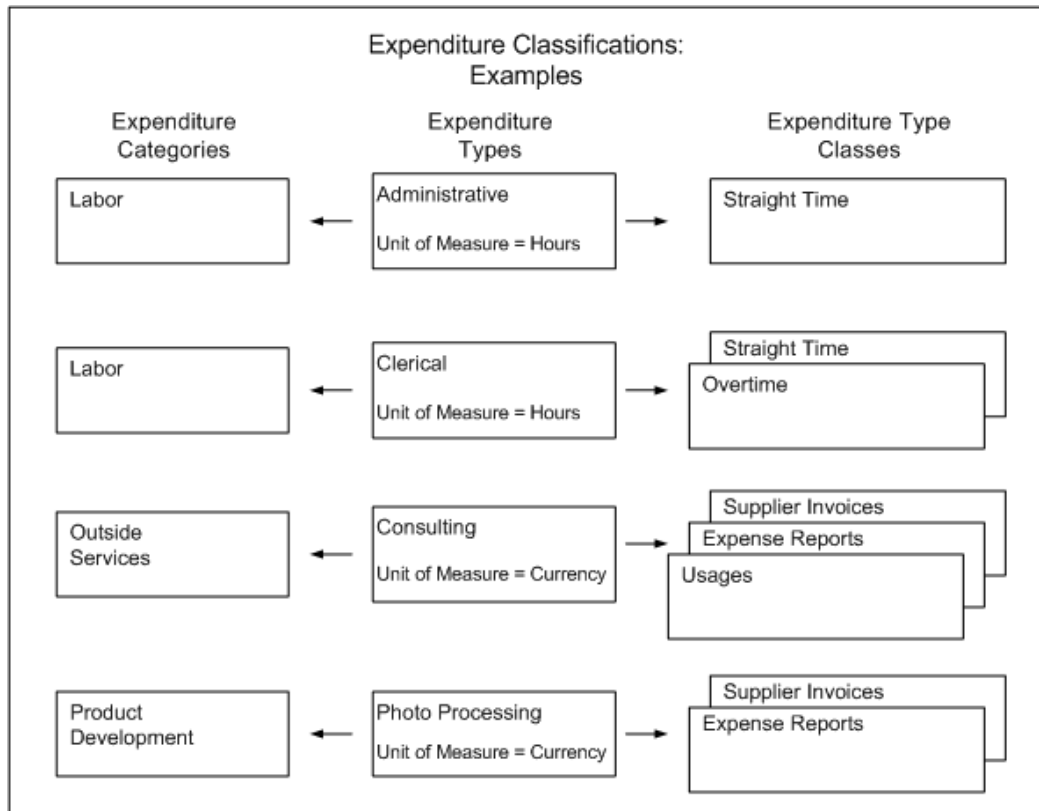 Expenditure Classifications:
Examples
Expenditure
Categories
Expenditure
Types
Expenditure Type
Classes
Labor
Administrative
Unit of Measure = Hours
Straight Time
Labor
Clerical
Unit of Measure = Hours
Straight Time
Overtime
Outside
Services
Consulting
Unit of Measure = Currency
Supplier Invoices
Expense Reports
Usages
Product
Development
Photo Processing
Unit of Measure = Currency
Supplier Invoices
Expense Reports